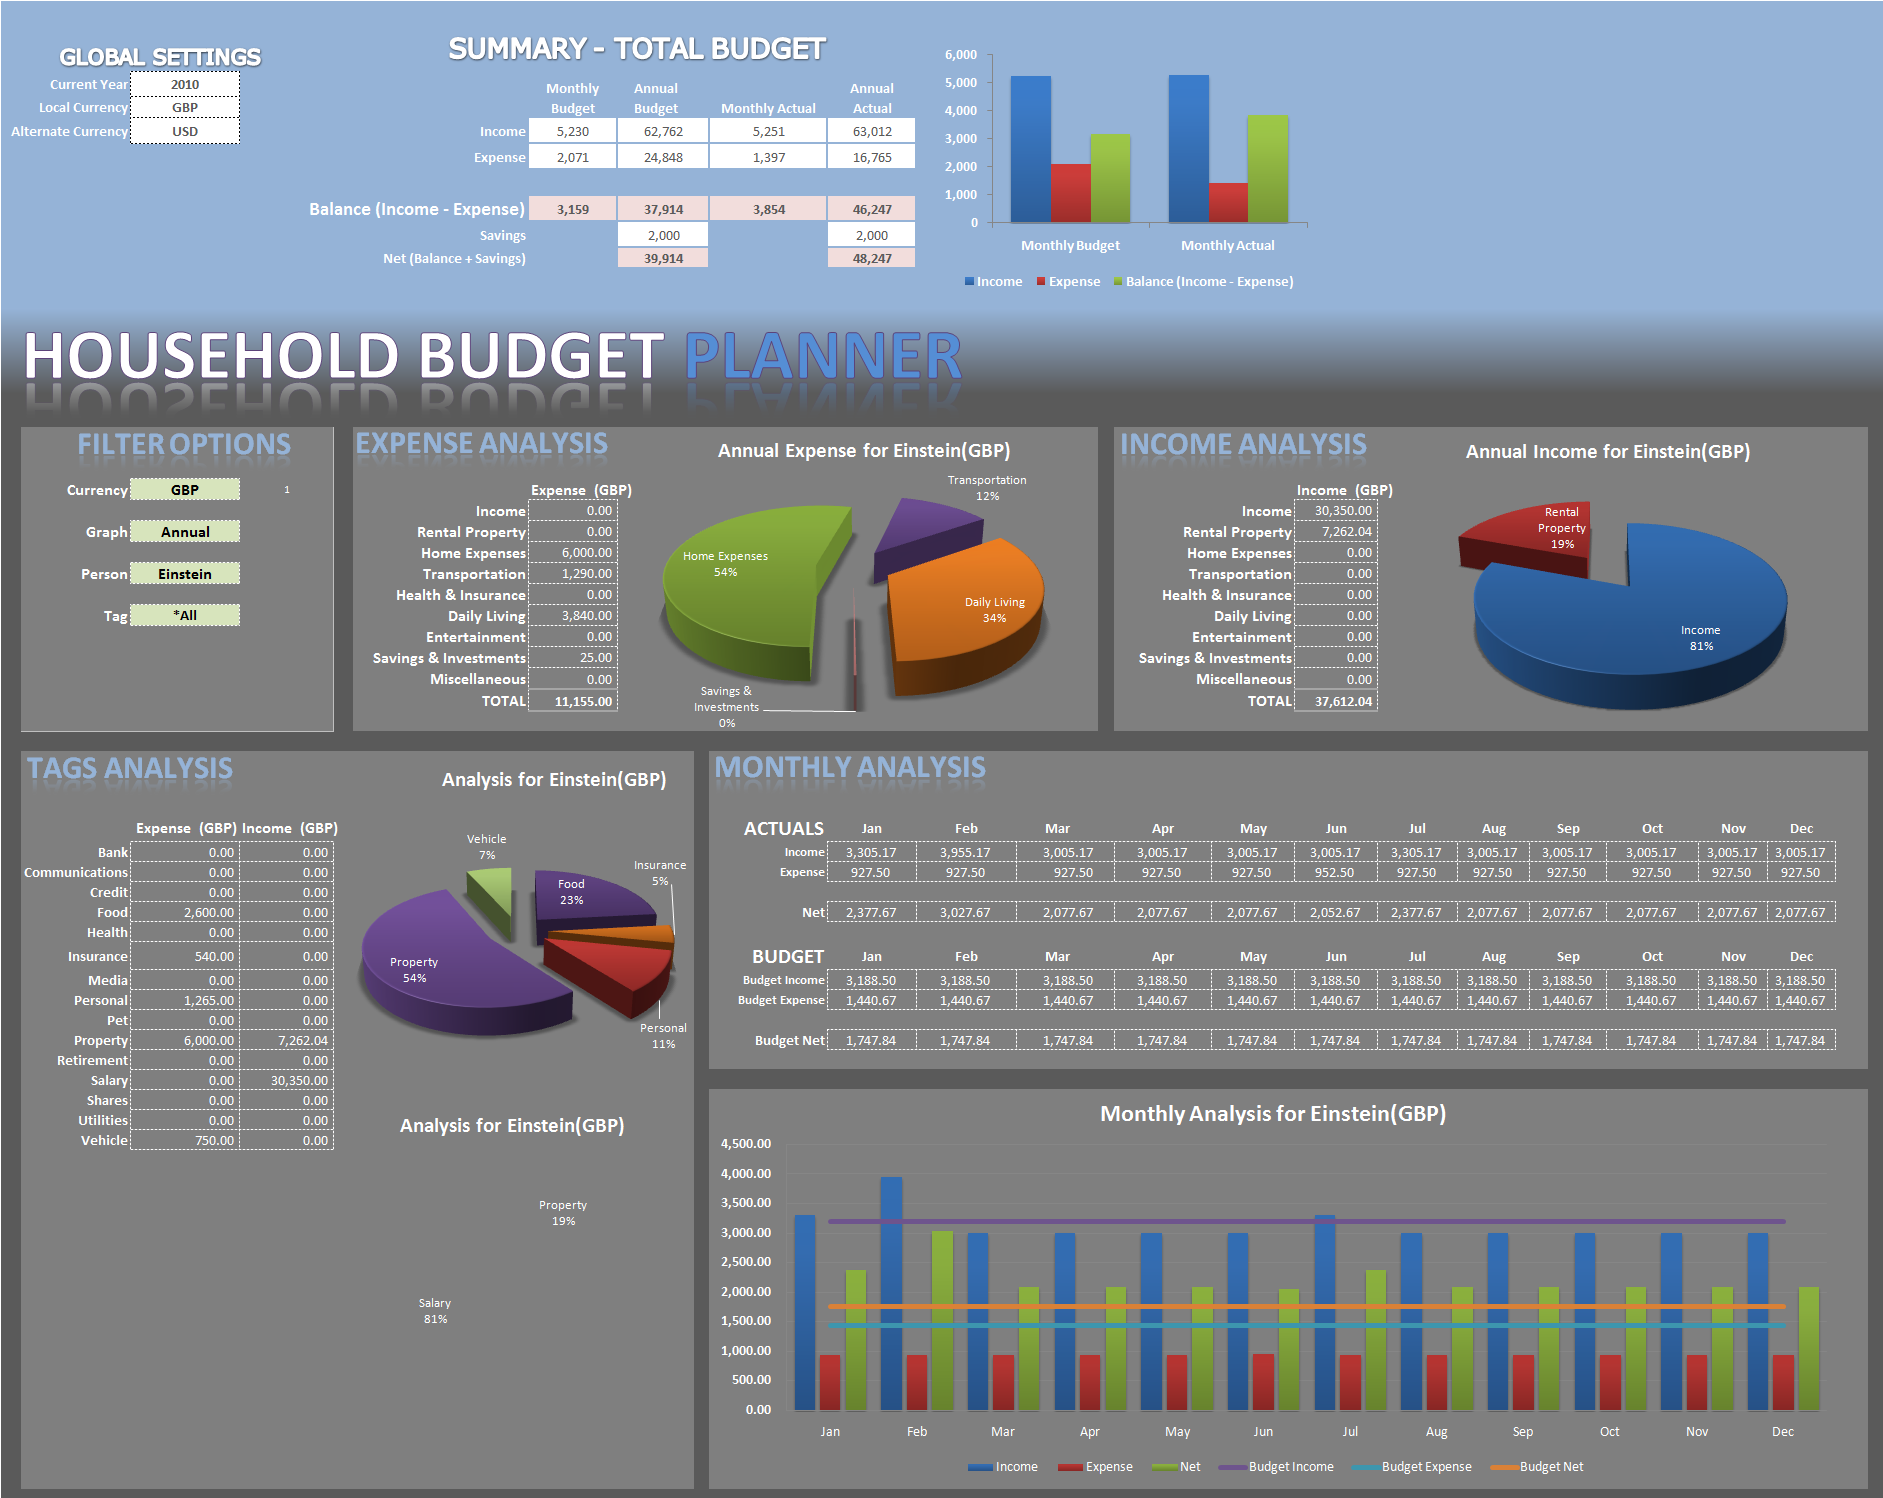 GLOBAL SETTINGS
Current Year 2010
Local Currency GBP
Alternate Currency USD
SUMMARY - TOTAL BUDGET
Monthly Budget Annual Budget Monthly Actual Annual Actual
Income 5,230 62,762 5,251 63,012
Expense 2,071 24,848 1,397 16,765
Balance (Income - Expense) 3,159 37,914 3,854 46,247
Savings 2,000 2,000
Net (Balance + Savings) 39,914 48,247
6,000
5,000
4,000
3,000
2,000
1,000
0
Monthly Budget Monthly Actual
Income Expense Balance (Income - Expense)
HOUSEHOLD BUDGET PLANNER
FILTER OPTIONS
Currency GBP 1
Graph Annual
Person Einstein
Tag *All
EXPENSE ANALYSIS
Expense (GBP)
Income 0.00
Rental Property 0.00
Home Expenses 6,000.00
Transportation 1,290.00
Health & Insurance 0.00
Daily Living 3,840.00
Entertainment 0.00
Savings & Investments 25.00
Miscellaneous 0.00
TOTAL 11,155.00
Annual Expense for Einstein(GBP)
Transportation
12%
Home Expenses
54%
Daily Living
34%
Savings &
Investments
0%
INCOME ANALYSIS
Income (GBP)
Income 30,350.00
Rental Property 7,262.04
Home Expenses 0.00
Transportation 0.00
Health & Insurance 0.00
Daily Living 0.00
Entertainment 0.00
Savings & Investments 0.00
Miscellaneous 0.00
TOTAL 37,612.04
Annual Income for Einstein(GBP)
Rental
Property
19%
Income
81%
TAGS ANALYSIS
Expense (GBP) Income (GBP)
Bank 0.00 0.00
Communications 0.00 0.00
Credit 0.00 0.00
Food 2,600.00 0.00
Health 0.00 0.00
Insurance 540.00 0.00
Media 0.00 0.00
Personal 1,265.00 0.00
Pet 0.00 0.00
Property 6,000.00 7,262.04
Retirement 0.00 0.00
Salary 0.00 30,350.00
Shares 0.00 0.00
Utilities 0.00 0.00
Vehicle 750.00 0.00
Analysis for Einstein(GBP)
Vehicle
7%
Food
23%
Insurance
5%
Property
54%
Personal
11%
Analysis for Einstein(GBP)
Property
19%
Salary
81%
MONTHLY ANALYSIS
ACTUALS Jan Feb Mar Apr May Jun Jul Aug Sep Oct Nov Dec
Income 3,305.17 3,955.17 3,005.17 3,005.17 3,005.17 3,005.17 3,305.17 3,005.17 3,005.17 3,005.17 3,005.17 3,005.17
Expense 927.50 927.50 927.50 927.50 927.50 952.50 927.50 927.50 927.50 927.50 927.50 927.50
Net 2,377.67 3,027.67 2,077.67 2,077.67 2,077.67 2,052.67 2,377.67 2,077.67 2,077.67 2,077.67 2,077.67 2,077.67
BUDGET Jan Feb Mar Apr May Jun Jul Aug Sep Oct Nov Dec
Budget Income 3,188.50 3,188.50 3,188.50 3,188.50 3,188.50 3,188.50 3,188.50 3,188.50 3,188.50 3,188.50 3,188.50 3,188.50
Budget Expense 1,440.67 1,440.67 1,440.67 1,440.67 1,440.67 1,440.67 1,440.67 1,440.67 1,440.67 1,440.67 1,440.67 1,440.67
Budget Net 1,747.84 1,747.84 1,747.84 1,747.84 1,747.84 1,747.84 1,747.84 1,747.84 1,747.84 1,747.84 1,747.84 1,747.84
Monthly Analysis for Einstein(GBP)
4,500.00
4,000.00
3,500.00
3,000.00
2,500.00
2,000.00
1,500.00
1,000.00
500.00
0.00
Jan Feb Mar Apr May Jun Jul Aug Sep Oct Nov Dec
Income Expense Net Budget Income Budget Expense Budget Net